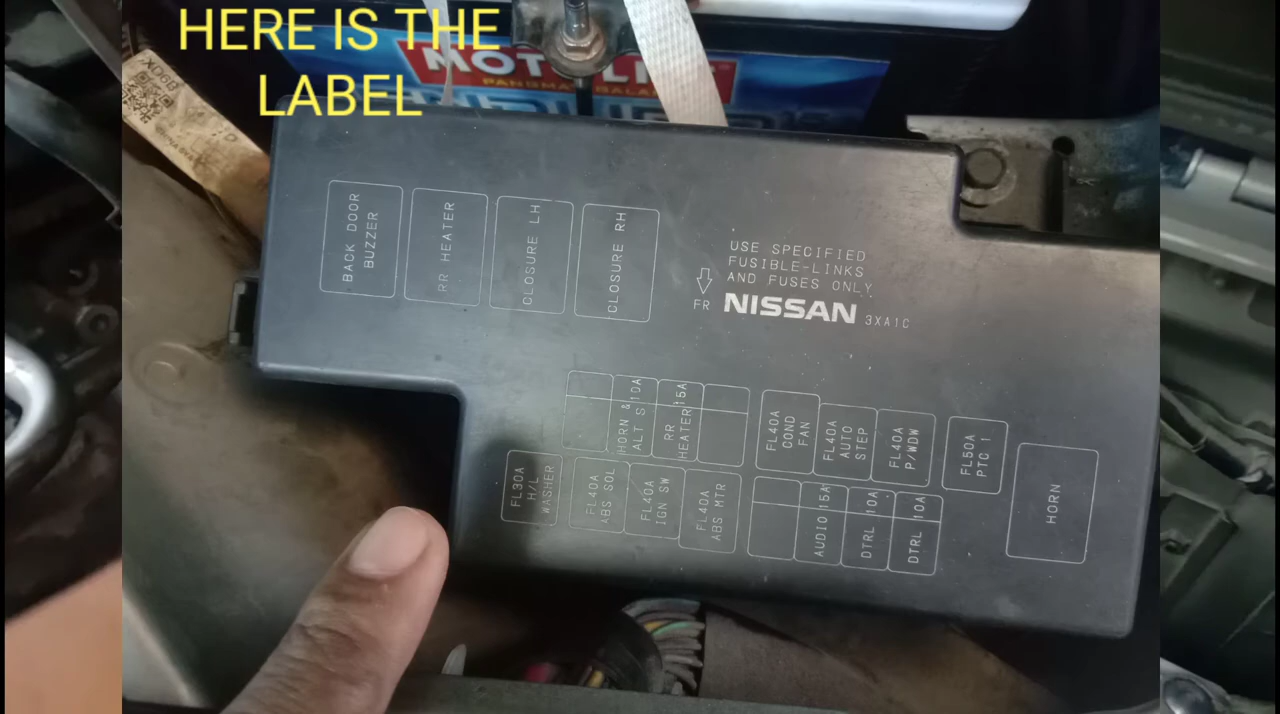 HERE IS THE
LABEL
BACK DOOR
BUZZER
RR HEATER
CLOSURE LH
CLOSURE RH
USE SPECIFIED
FUSIBLE-LINKS
AND FUSES ONLY
FR
NISSAN
3XA1C
10A
HORN &
ALT S
15A
RR
HEATER
FL40A
COND
FAN
FL40A
AUTO
STEP
FL40A
P/WDW
FL50A
PTC 1
HORN
FL30A
H/L
WASHER
FL40A
ABS SOL
FL40A
IGN SW
FL40A
ABS MTR
15A
AUDIO
10A
DTRL
10A
DTRL